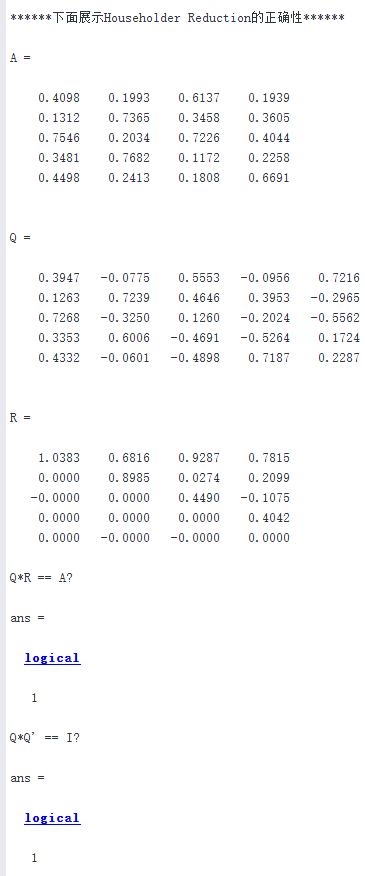 ******下面展示Householder Reduction的正确性******
A =
0.4098 0.1993 0.6137 0.1939
0.1312 0.7365 0.3458 0.3605
0.7546 0.2034 0.7226 0.4044
0.3481 0.7682 0.1172 0.2258
0.4498 0.2413 0.1808 0.6691
Q =
0.3947 -0.0775 0.5553 -0.0956 0.7216
0.1263 0.7239 0.4646 0.3953 -0.2965
0.7268 -0.3250 0.1260 -0.2024 -0.5562
0.3353 0.6006 -0.4691 -0.5264 0.1724
0.4332 -0.0601 -0.4898 0.7187 0.2287
R =
1.0383 0.6816 0.9287 0.7815
0.0000 0.8985 0.0274 0.2099
-0.0000 0.0000 0.4490 -0.1075
0.0000 0.0000 0.0000 0.4042
0.0000 -0.0000 -0.0000 0.0000
Q*R == A?
ans =
logical
1
Q*Q' == I?
ans =
logical
1